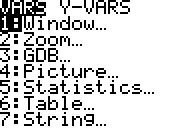 VARS Y-VARS
1:Window…
2:Zoom…
3:GDB…
4:Picture…
5:Statistics…
6:Table…
7:String…